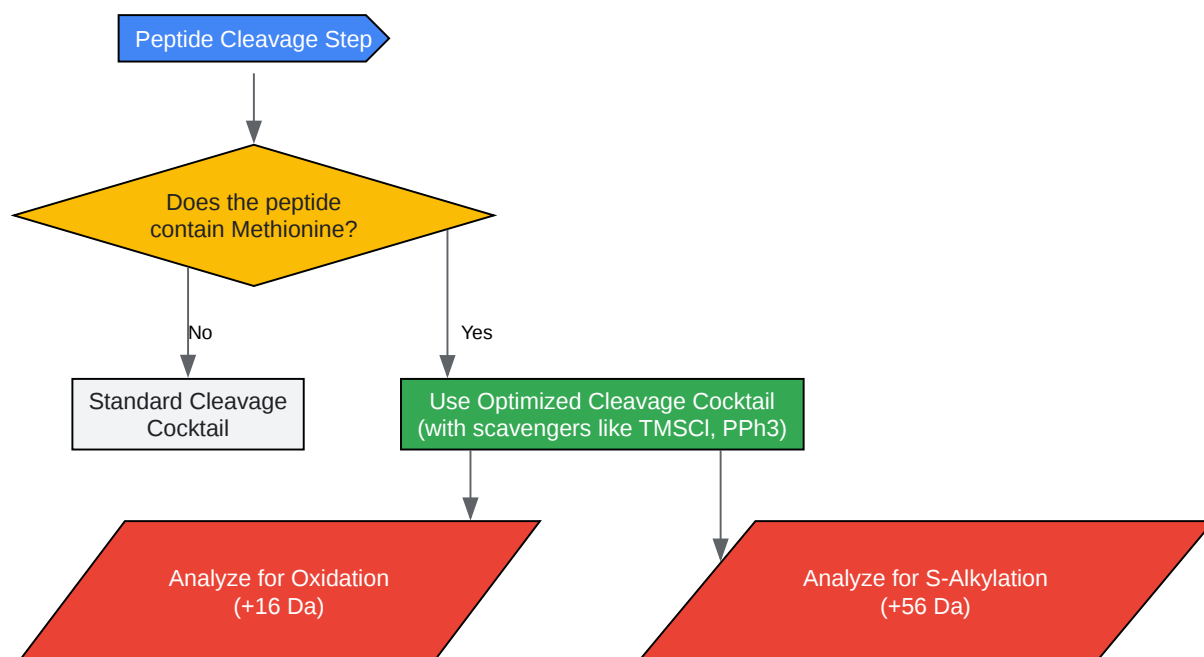 Peptide Cleavage Step
Does the peptide
contain Methionine?
No
Yes
Standard Cleavage
Cocktail
Use Optimized Cleavage Cocktail
(with scavengers like TMSCl, PPh3)
Analyze for Oxidation
(+16 Da)
Analyze for S-Alkylation
(+56 Da)